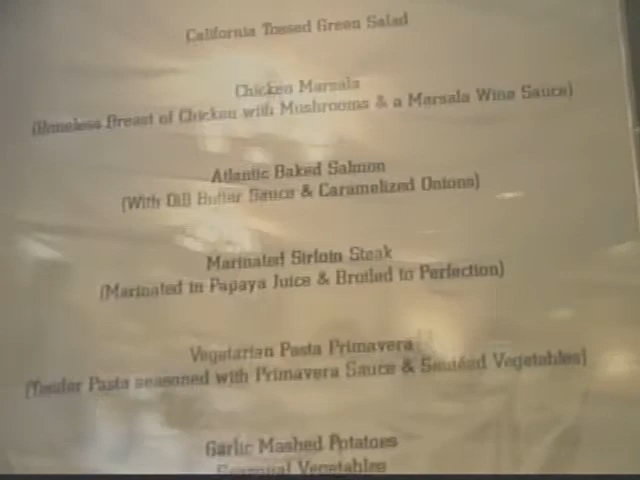 California Tossed Green Salad
Chicken Marsala
(Boneless Breast of Chicken with Mushrooms & a Marsala Wine Sauce)
Atlantic Baked Salmon
(With Dill Butter Sauce & Caramelized Onions)
Marinated Sirloin Steak
(Marinated in Papaya Juice & Broiled to Perfection)
Vegetarian Pasta Primavera
(Tender Pasta seasoned with Primavera Sauce & Sautéed Vegetables)
Garlic Mashed Potatoes
Seasonal Vegetables